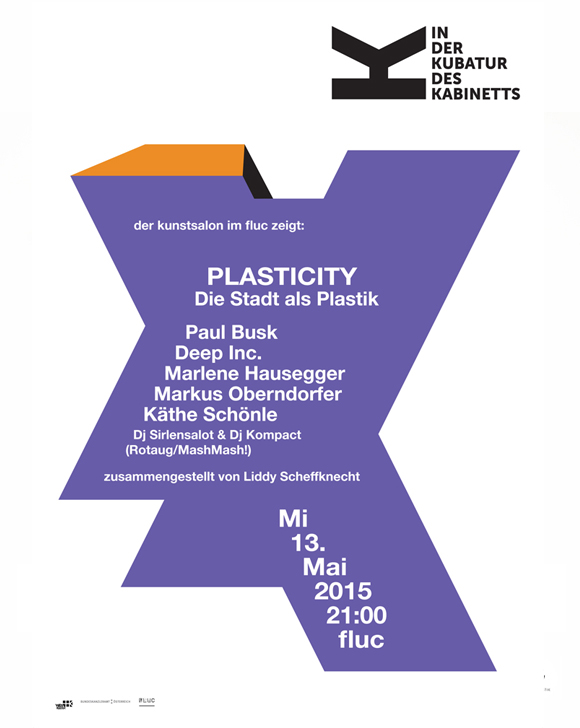 IN
DER
KUBATUR
DES
KABINETTS
der kunstsalon im fluc zeigt:
PLASTICITY
Die Stadt als Plastik
Paul Busk
Deep Inc.
Marlene Hausegger
Markus Oberndorfer
Käthe Schönle
Dj Sirlensalot & Dj Kompact
(Rotaug/MashMash!)
zusammengestellt von Liddy Scheffknecht
Mi
13.
Mai
2015
21:00
fluc
FLUC